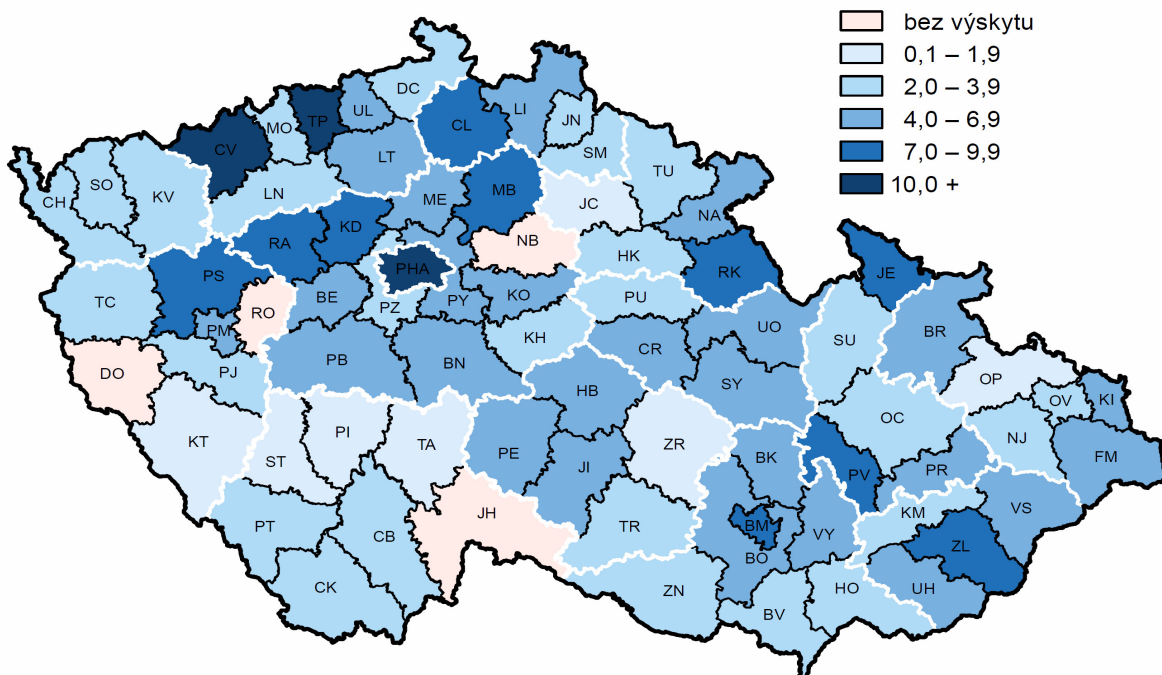 bez výskytu
0,1 – 1,9
2,0 – 3,9
4,0 – 6,9
7,0 – 9,9
10,0 +
DC
LI
JN
UL
TP
MO
CL
CV
LT
SM
TU
SO
KV
CH
LN
ME
MB
JC
NA
KD
RA
NB
HK
PHA
RK
JE
PS
TC
BE
RO
PZ
PY
KO
PU
PM
UO
BR
SU
KH
CR
PB
BN
DO
PJ
SY
OP
OV
KI
HB
OC
NJ
KT
ST
PI
TA
ZR
PE
JI
BK
PV
PR
FM
JH
KM
VS
PT
CB
TR
BM
VY
BO
ZL
CK
ZN
BV
HO
UH